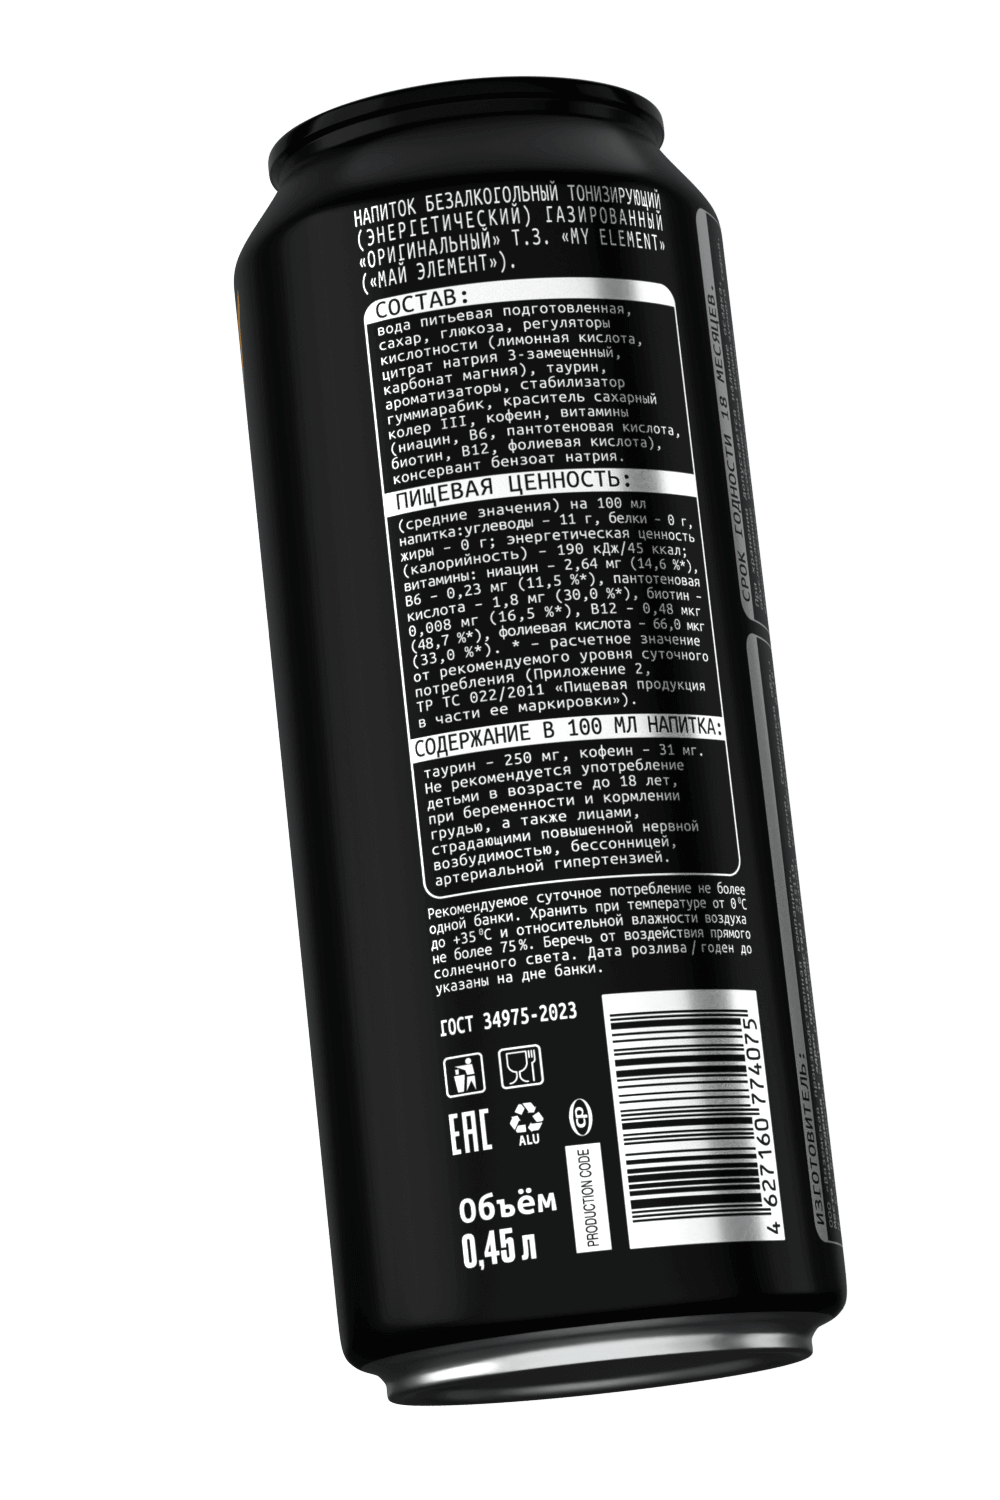 НАПИТОК БЕЗАЛКОГОЛЬНЫЙ ТОНИЗИРУЮЩИЙ
(ЭНЕРГЕТИЧЕСКИЙ) ГАЗИРОВАННЫЙ
«ОРИГИНАЛЬНЫЙ» Т.З. «MY ELEMENT»
(«МАЙ ЭЛЕМЕНТ»).
СОСТАВ:
вода питьевая подготовленная,
сахар, глюкоза, регуляторы
кислотности (лимонная кислота,
цитрат натрия 3-замещенный,
карбонат магния), таурин,
ароматизаторы, стабилизатор
гуммиарабик, краситель сахарный
колер III, кофеин, витамины
(ниацин, В6, пантотеновая кислота,
биотин, В12, фолиевая кислота),
консервант бензоат натрия.
ПИЩЕВАЯ ЦЕННОСТЬ:
(средние значения) на 100 мл
напитка:углеводы – 11 г, белки – 0 г,
жиры – 0 г; энергетическая ценность
(калорийность) – 190 кДж/45 ккал;
витамины: ниацин – 2,64 мг (14,6 %*),
В6 – 0,23 мг (11,5 %*), пантотеновая
кислота – 1,8 мг (30,0 %*), биотин –
0,008 мг (16,5 %*), В12 – 0,48 мкг
(48,7 %*), фолиевая кислота – 66,0 мкг
(33,0 %*). * – расчетное значение
от рекомендуемого уровня суточного
потребления (Приложение 2,
ТР ТС 022/2011 «Пищевая продукция
в части ее маркировки»).
СОДЕРЖАНИЕ В 100 МЛ НАПИТКА:
таурин – 250 мг, кофеин – 31 мг.
Не рекомендуется употребление
детьми в возрасте до 18 лет,
при беременности и кормлении
грудью, а также лицами,
страдающими повышенной нервной
возбудимостью, бессонницей,
артериальной гипертензией.
Рекомендуемое суточное потребление не более
одной банки. Хранить при температуре от 0°С
до +35°С и относительной влажности воздуха
не более 75%. Беречь от воздействия прямого
солнечного света. Дата розлива/годен до
указаны на дне банки.
ГОСТ 34975-2023
ЕАС
ALU
Объём
0,45 л
PRODUCTION CODE
4 627160 774075
СРОК ГОДНОСТИ 18 МЕСЯЦЕВ.
ИЗГОТОВИТЕЛЬ: